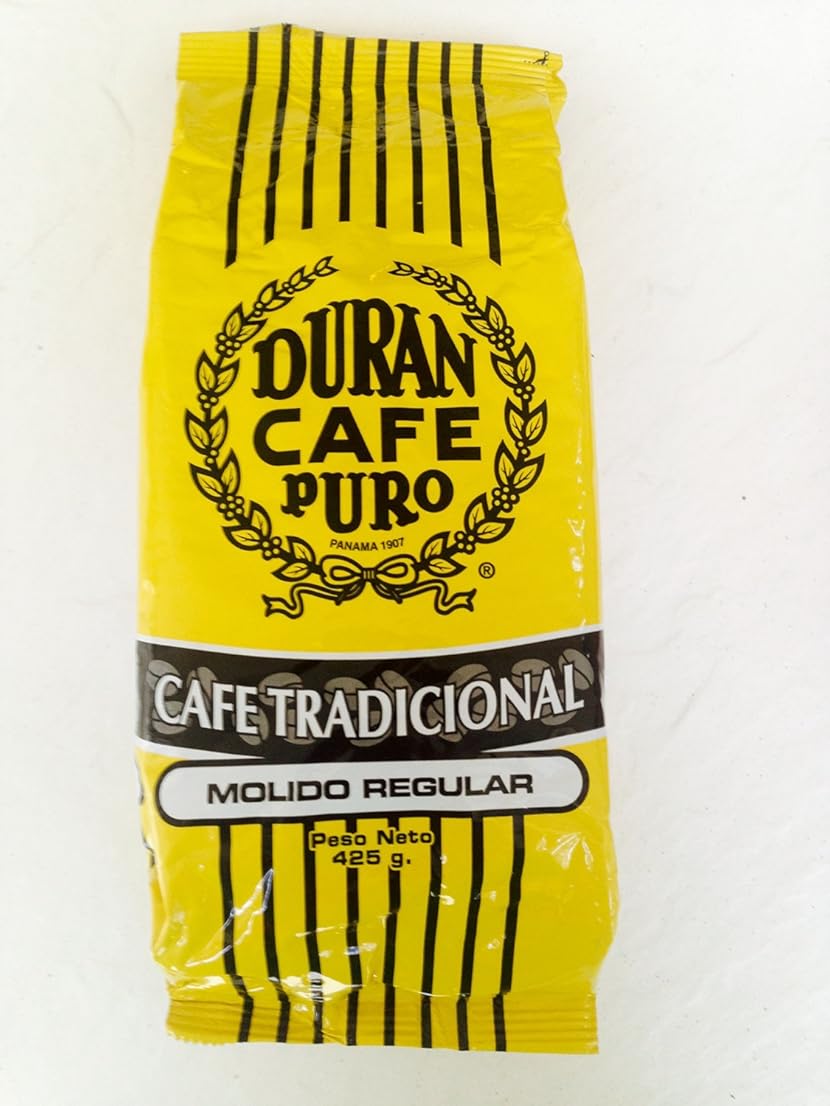 DURAN
CAFE
PURO
PANAMA 1907
®
CAFE TRADICIONAL
MOLIDO REGULAR
Peso Neto
425 g.